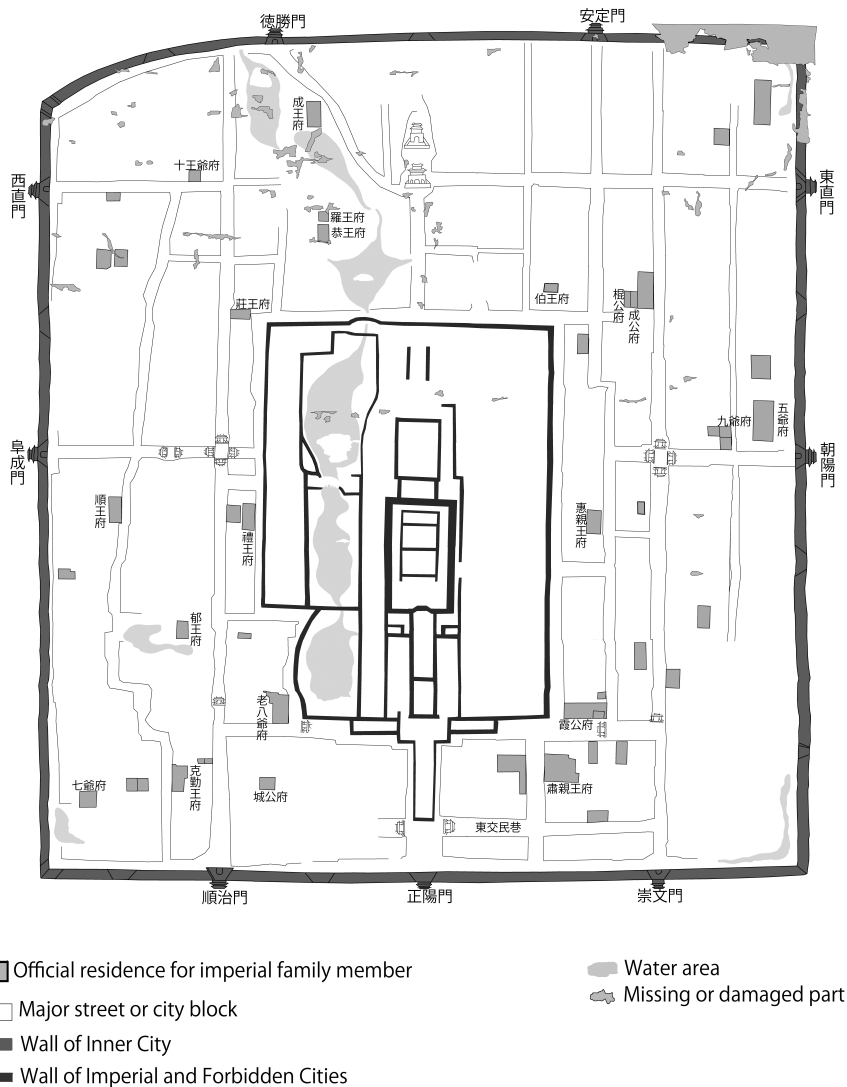 德勝門
安定門
成王府
十王爺府
西直門
東直門
羅王府
恭王府
莊王府
伯王府
棍公府
成公府
九爺府
五爺府
阜成門
朝陽門
順王府
禮王府
惠親王府
郁王府
老八爺府
霞公府
七爺府
克勤王府
城公府
肅親王府
東交民巷
順治門
正陽門
崇文門
Official residence for imperial family member
Major street or city block
Wall of Inner City
Wall of Imperial and Forbidden Cities
Water area
Missing or damaged part